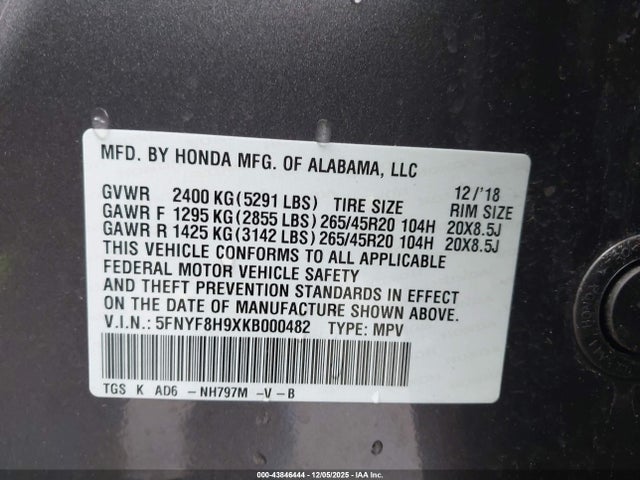 MFD. BY HONDA MFG. OF ALABAMA, LLC
GVWR 2400 KG(5291 LBS) TIRE SIZE 12/'18 RIM SIZE
GAWR F 1295 KG(2855 LBS)265/45R20 104H 20X8.5J
GAWR R 1425 KG(3142 LBS)265/45R20 104H 20X8.5J
THIS VEHICLE CONFORMS TO ALL APPLICABLE
FEDERAL MOTOR VEHICLE SAFETY
AND THEFT PREVENTION STANDARDS IN EFFECT
ON THE DATE OF MANUFACTURE SHOWN ABOVE.
V.I.N.: 5FNYF8H9XKB000482 TYPE: MPV
TGS K AD6 -NH797M -V-B
000-43846444 - 12/05/2025 - IAA Inc.